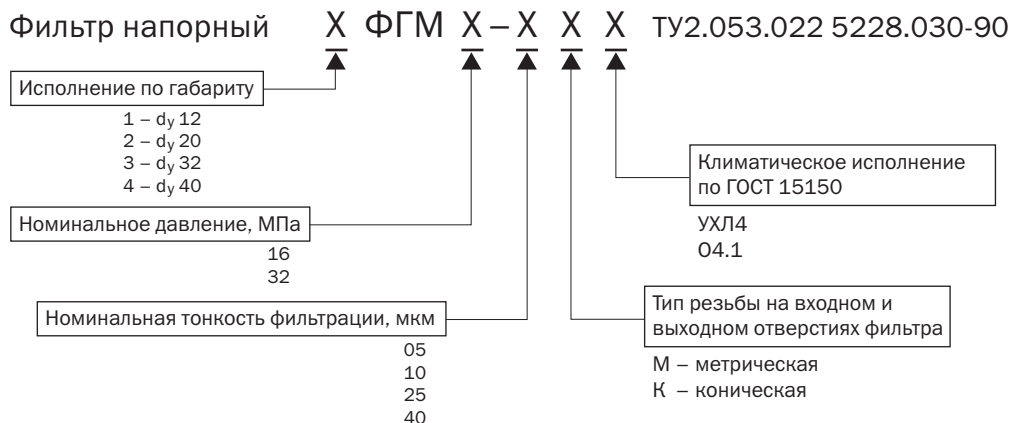 Фильтр напорный X ФГМ X – X X X ТУ2.053.022 5228.030-90
Исполнение по габариту
1 – dу 12
2 – dу 20
3 – dу 32
4 – dу 40
Номинальное давление, МПа
16
32
Номинальная тонкость фильтрации, мкм
05
10
25
40
Климатическое исполнение
по ГОСТ 15150
УХЛ4
О4.1
Тип резьбы на входном и
выходном отверстиях фильтра
М – метрическая
К – коническая